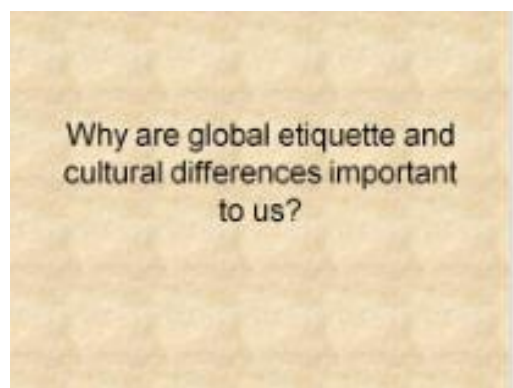 Why are global etiquette and
cultural differences important
to us?